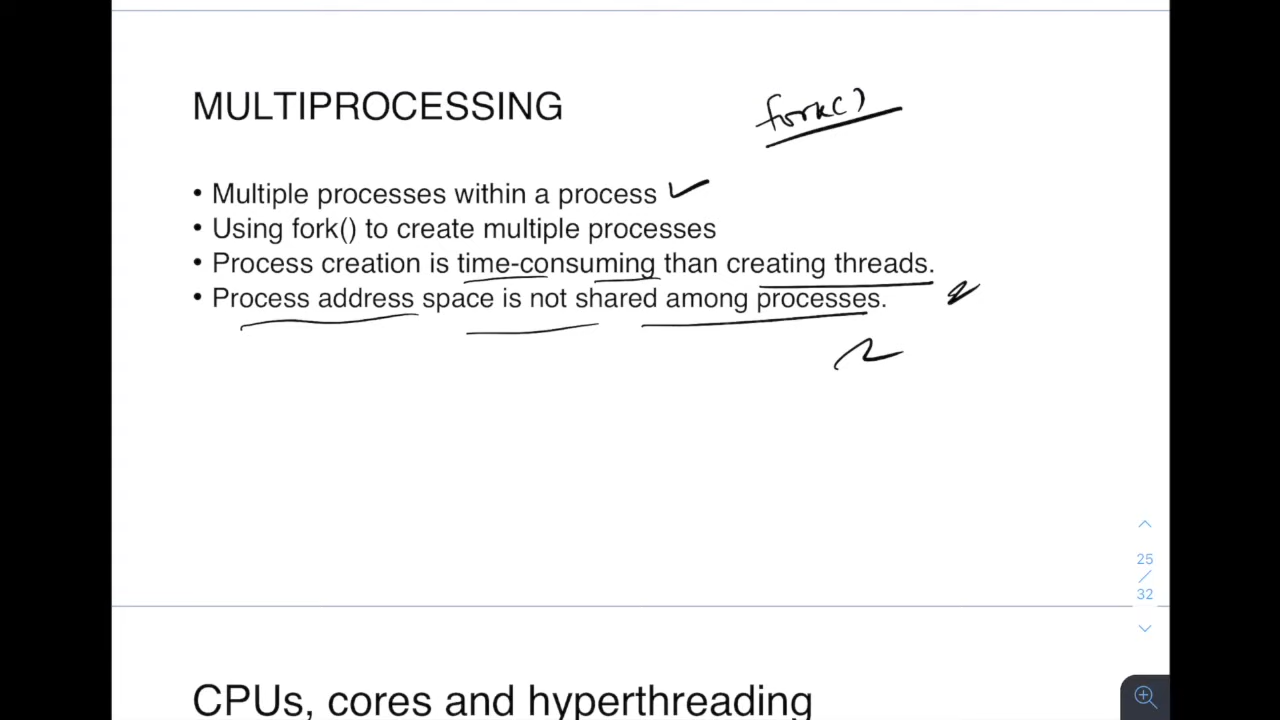 MULTIPROCESSING
fork()
• Multiple processes within a process
• Using fork() to create multiple processes
• Process creation is time-consuming than creating threads.
• Process address space is not shared among processes.
25
/
32
CPUs, cores and hyperthreading